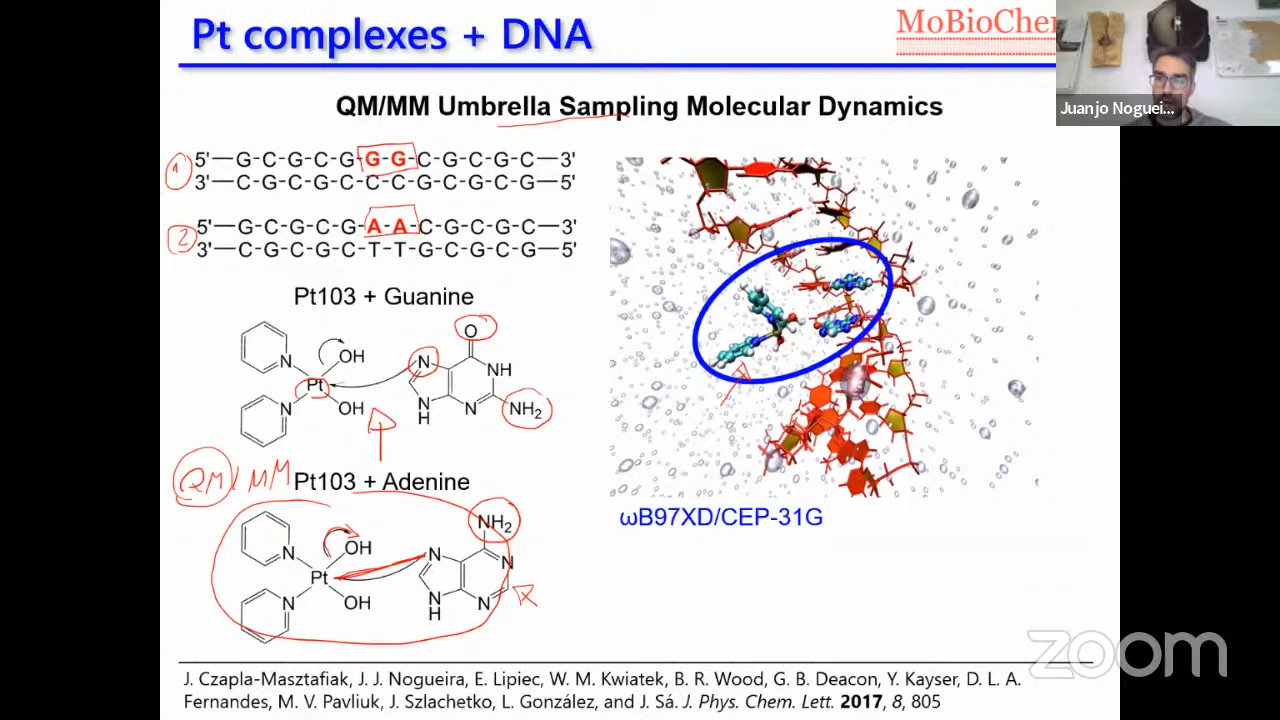 Pt complexes + DNA
MoBioChem
Juanjo Noguei...
QM/MM Umbrella Sampling Molecular Dynamics
1
5'—G-C-G-C-G-G-G-C-G-C-G-C—3'
3'—C-G-C-G-C-C-C-G-C-G-C-G—5'
2
5'—G-C-G-C-G-A-A-C-G-C-G-C—3'
3'—C-G-C-G-C-T-T-G-C-G-C-G—5'
Pt103 + Guanine
N
OH
Pt
N
OH
O
N
NH
N
H
N
NH₂
QM/MM
Pt103 + Adenine
N
OH
Pt
N
OH
NH₂
N
N
N
H
N
ωB97XD/CEP-31G
zoom
J. Czapla-Masztafiak, J. J. Nogueira, E. Lipiec, W. M. Kwiatek, B. R. Wood, G. B. Deacon, Y. Kayser, D. L. A.
Fernandes, M. V. Pavliuk, J. Szlachetko, L. González, and J. Sá. J. Phys. Chem. Lett. 2017, 8, 805